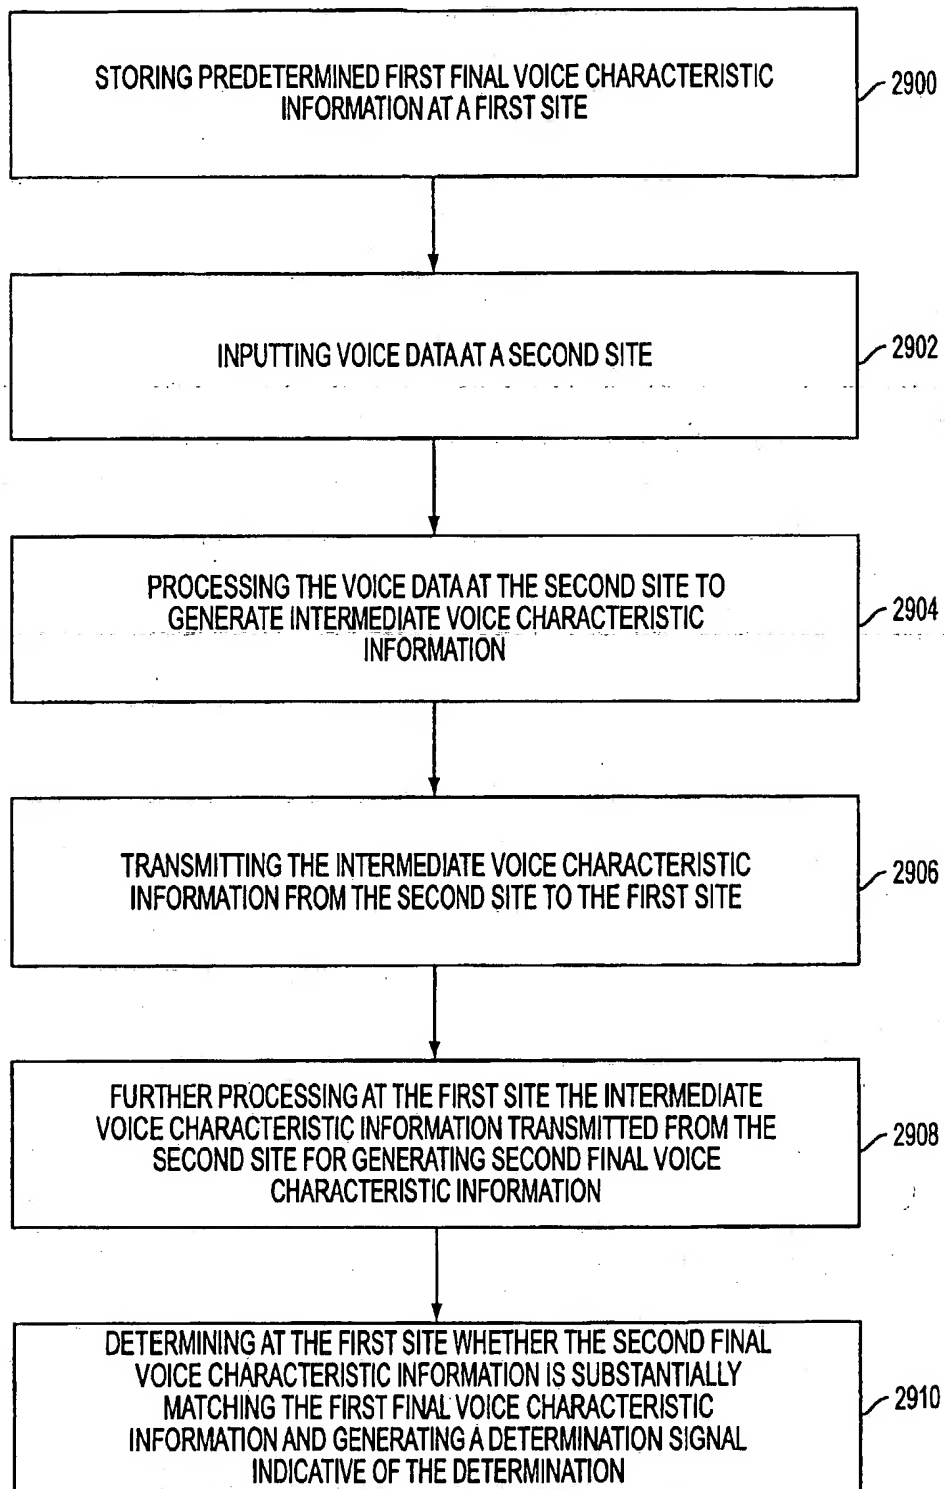 STORING PREDETERMINED FIRST FINAL VOICE CHARACTERISTIC
INFORMATION AT A FIRST SITE
2900
INPUTTING VOICE DATA AT A SECOND SITE
2902
PROCESSING THE VOICE DATA AT THE SECOND SITE TO
GENERATE INTERMEDIATE VOICE CHARACTERISTIC
INFORMATION
2904
TRANSMITTING THE INTERMEDIATE VOICE CHARACTERISTIC
INFORMATION FROM THE SECOND SITE TO THE FIRST SITE
2906
FURTHER PROCESSING AT THE FIRST SITE THE INTERMEDIATE
VOICE CHARACTERISTIC INFORMATION TRANSMITTED FROM THE
SECOND SITE FOR GENERATING SECOND FINAL VOICE
CHARACTERISTIC INFORMATION
2908
DETERMINING AT THE FIRST SITE WHETHER THE SECOND FINAL
VOICE CHARACTERISTIC INFORMATION IS SUBSTANTIALLY
MATCHING THE FIRST FINAL VOICE CHARACTERISTIC
INFORMATION AND GENERATING A DETERMINATION SIGNAL
INDICATIVE OF THE DETERMINATION
2910